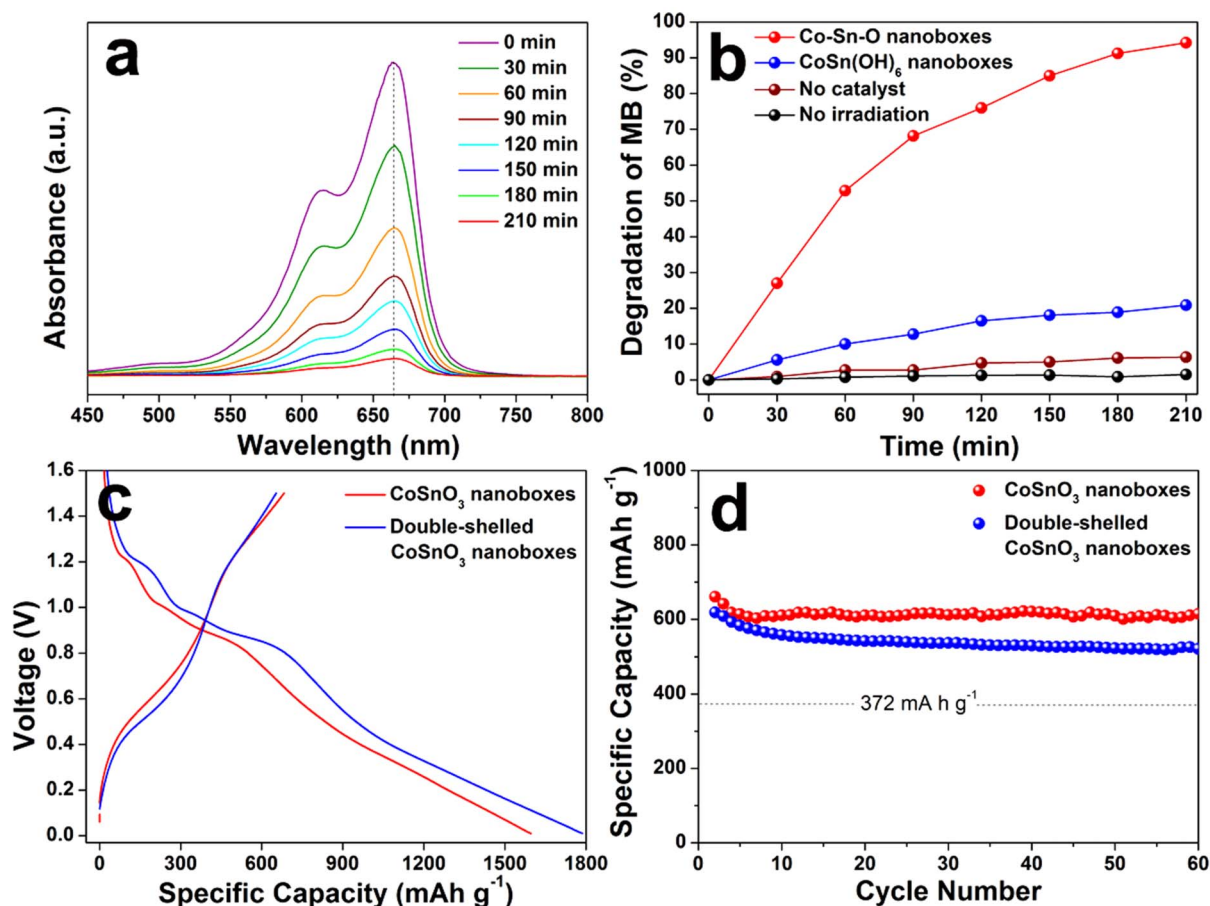 a
0 min
30 min
60 min
90 min
120 min
150 min
180 min
210 min
Absorbance (a.u.)
450 500 550 600 650 700 750 800
Wavelength (nm)
b
Co-Sn-O nanoboxes
CoSn(OH)₆ nanoboxes
No catalyst
No irradiation
Degradation of MB (%)
100
90
80
70
60
50
40
30
20
10
0
0 30 60 90 120 150 180 210
Time (min)
c
CoSnO₃ nanoboxes
Double-shelled
CoSnO₃ nanoboxes
Voltage (V)
1.6
1.4
1.2
1.0
0.8
0.6
0.4
0.2
0.0
0 300 600 900 1200 1500 1800
Specific Capacity (mAh g⁻¹)
d
CoSnO₃ nanoboxes
Double-shelled
CoSnO₃ nanoboxes
372 mA h g⁻¹
Specific Capacity (mAh g⁻¹)
1000
800
600
400
200
0
0 10 20 30 40 50 60
Cycle Number